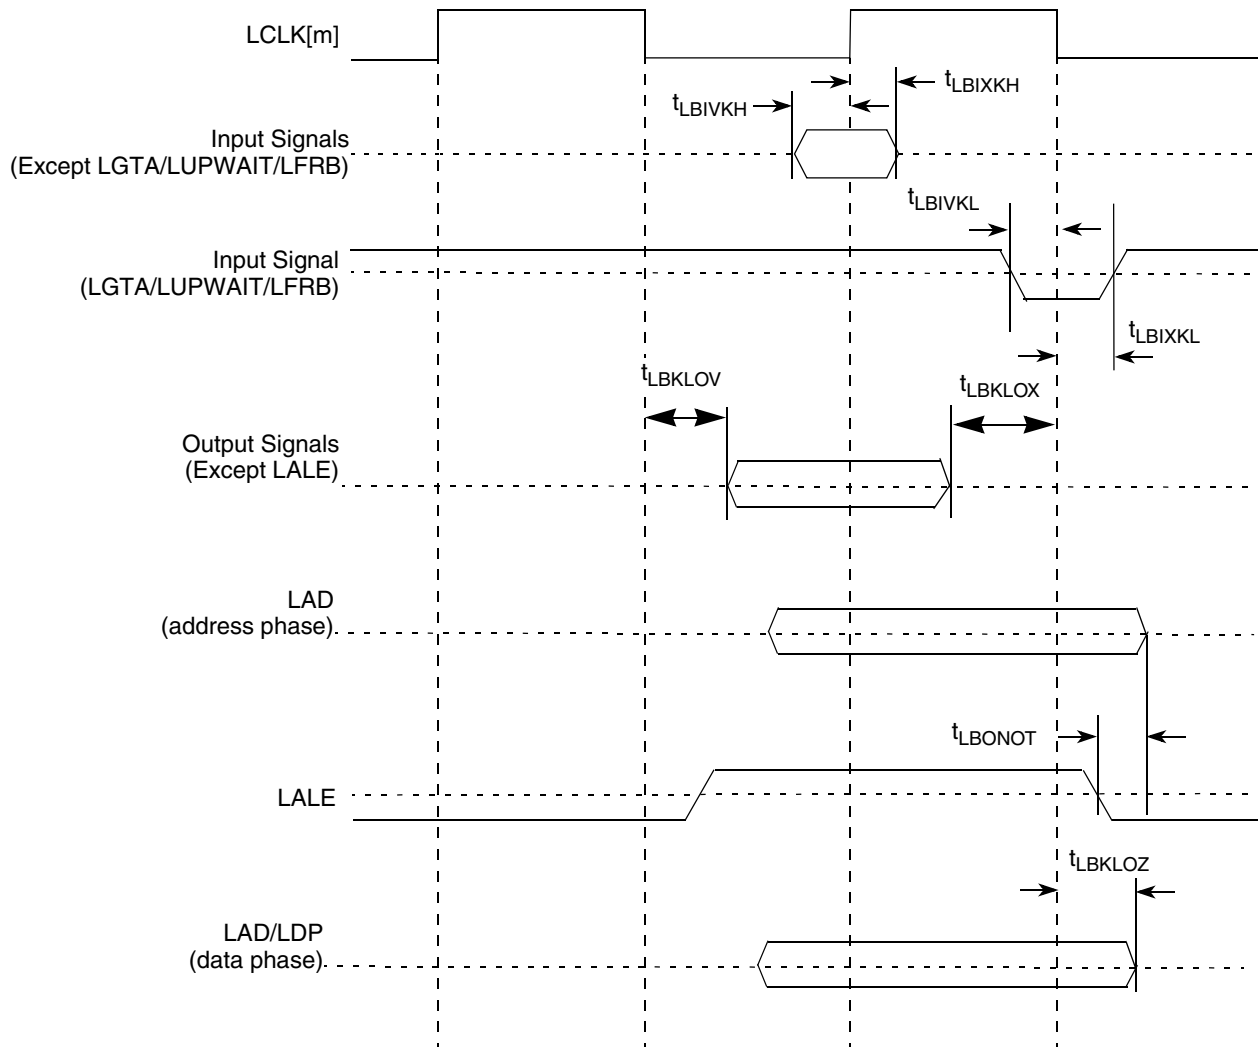 LCLK[m]
tLBIXKH
tLBIVKH
Input Signals
(Except LGTA/LUPWAIT/LFRB)
tLBIVKL
Input Signal
(LGTA/LUPWAIT/LFRB)
tLBIXKL
tLBKLOV
tLBKLOX
Output Signals
(Except LALE)
LAD
(address phase)
tLBONOT
LALE
tLBKLOZ
LAD/LDP
(data phase)